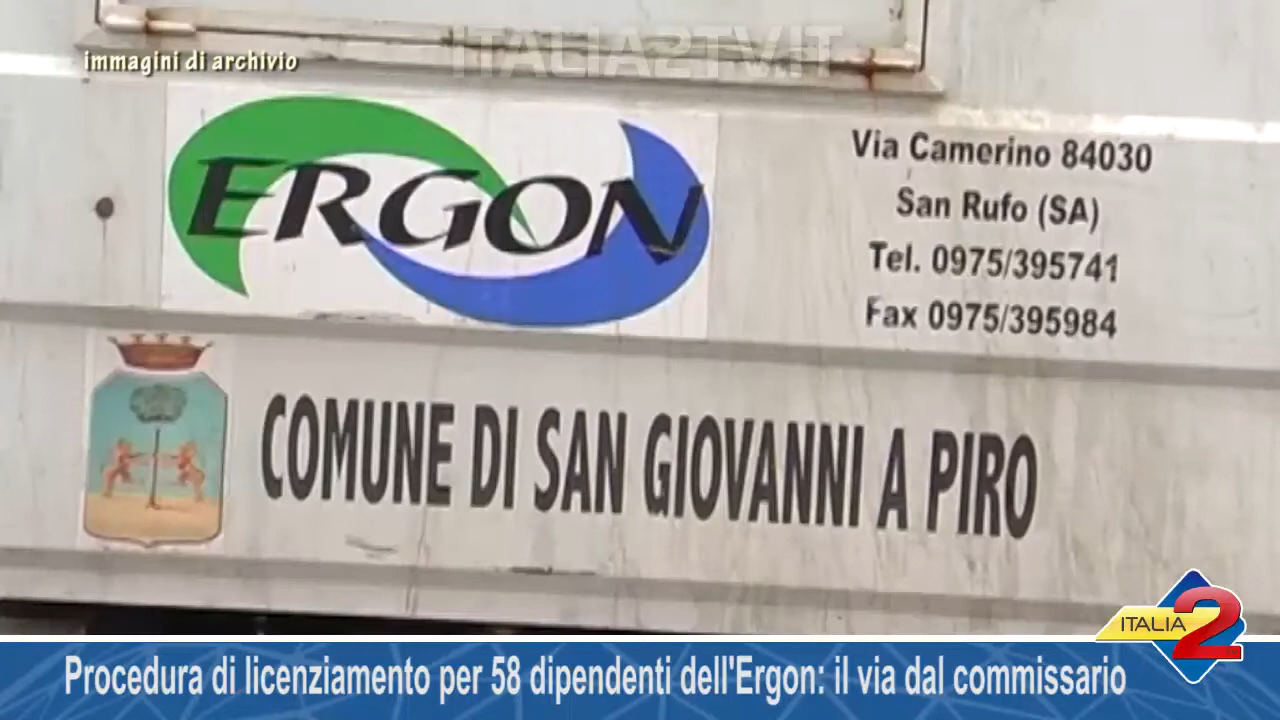 ITALIA2TV.IT
immagini di archivio
ERGON
Via Camerino 84030
San Rufo (SA)
Tel. 0975/395741
Fax 0975/395984
COMUNE DI SAN GIOVANNI A PIRO
ITALIA 2
Procedura di licenziamento per 58 dipendenti dell'Ergon: il via dal commissario